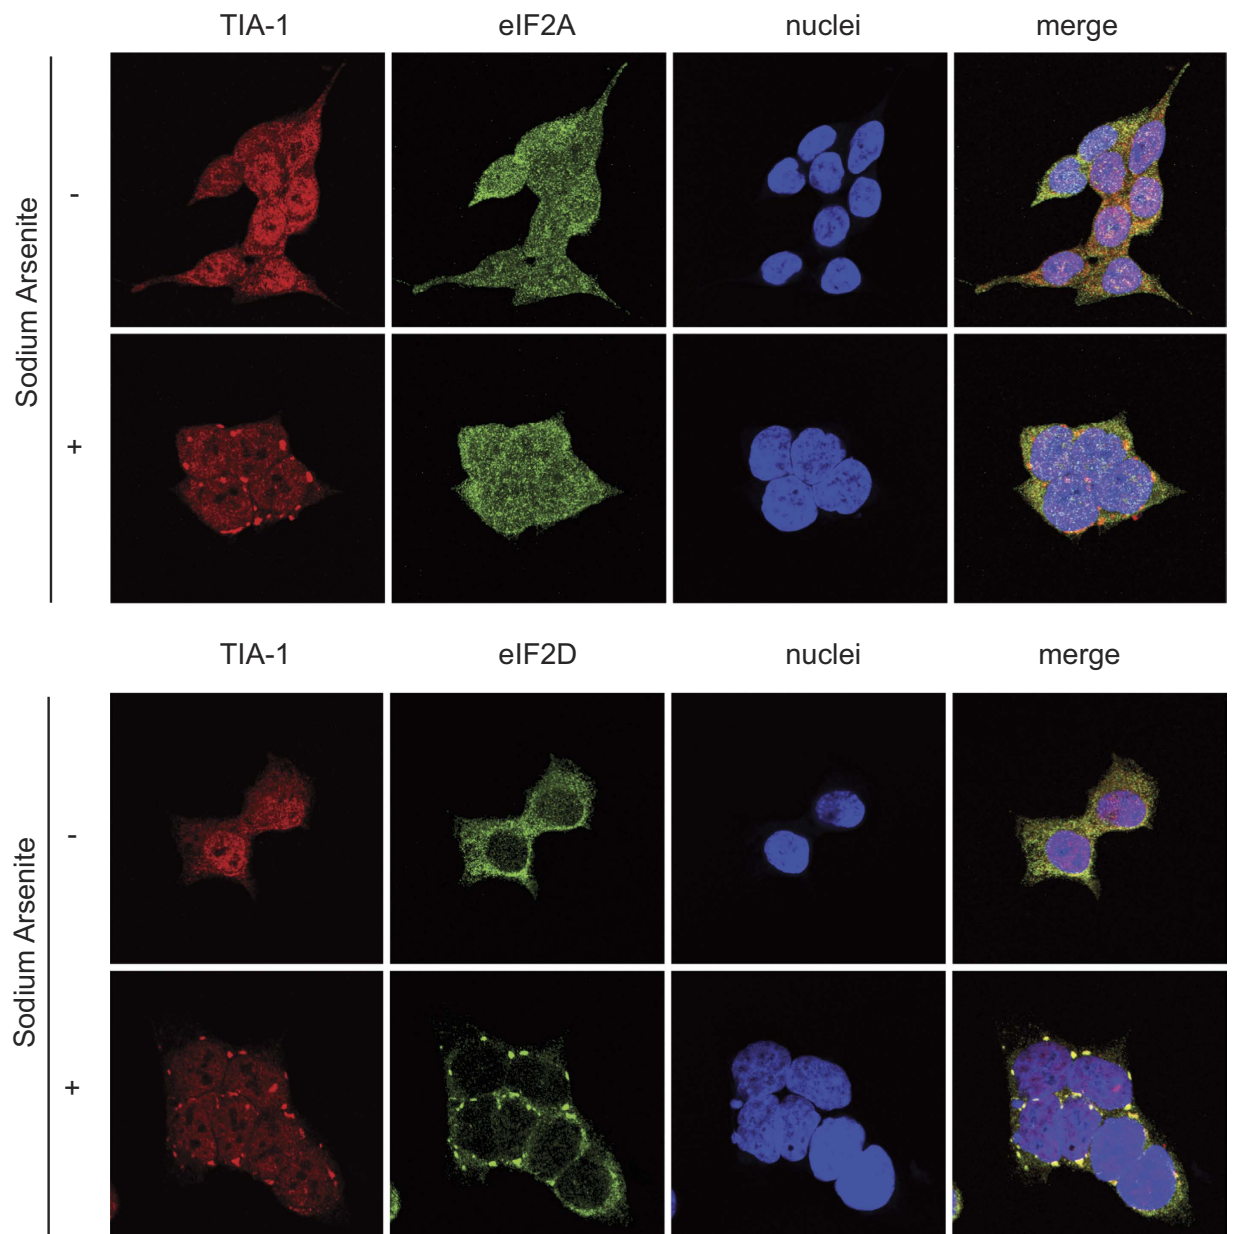 TIA-1 eIF2A nuclei merge
Sodium Arsenite
-
+
TIA-1 eIF2D nuclei merge
Sodium Arsenite
-
+